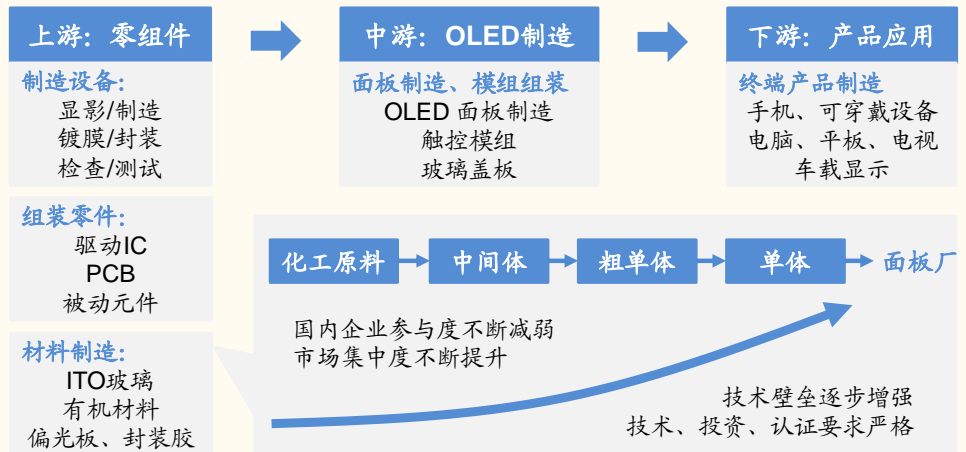 上游：零组件
制造设备:
显影/制造
镀膜/封装
检查/测试
组装零件:
驱动IC
PCB
被动元件
材料制造:
ITO玻璃
有机材料
偏光板、封装胶
中游：OLED制造
面板制造、模组组装
OLED 面板制造
触控模组
玻璃盖板
下游：产品应用
终端产品制造
手机、可穿戴设备
电脑、平板、电视
车载显示
化工原料
中间体
粗单体
单体
面板厂
国内企业参与度不断减弱
市场集中度不断提升
技术壁垒逐步增强
技术、投资、认证要求严格